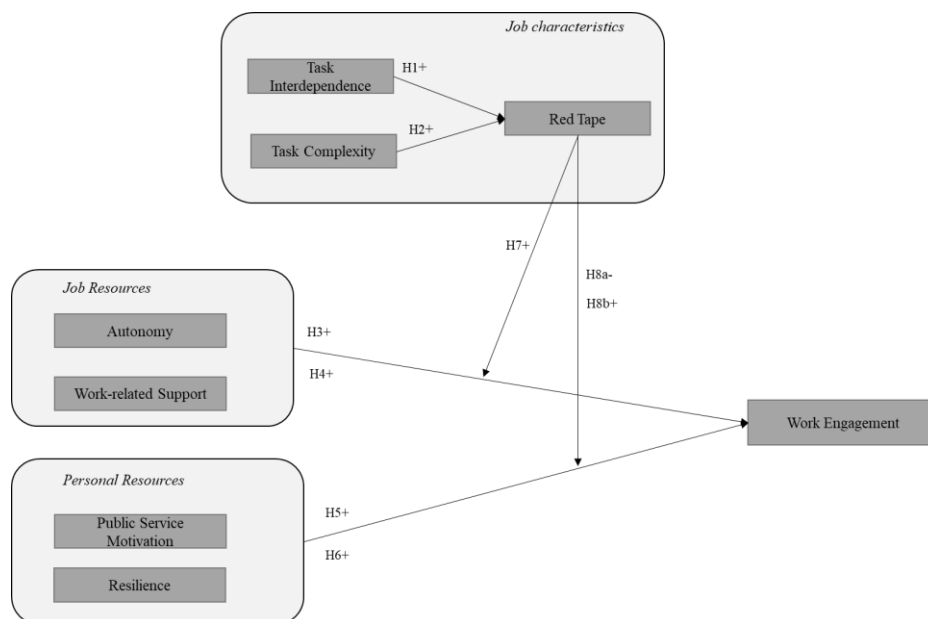 Job characteristics
Task
Interdependence
H1+
Red Tape
H2+
Task Complexity
H7+
H8a-
H8b+
Job Resources
Autonomy
H3+
H4+
Work-related Support
Work Engagement
Personal Resources
Public Service
Motivation
H5+
H6+
Resilience